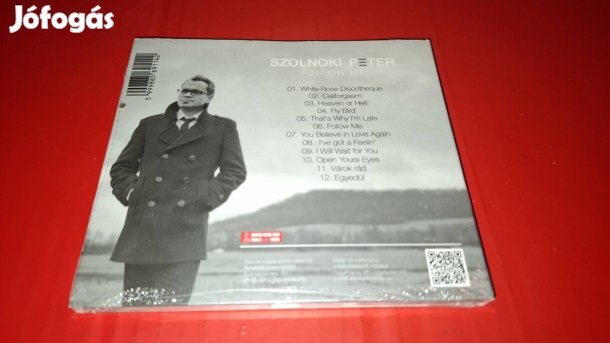 Jófogás
SZOLNOKI PETER
FOLLOW ME
01. White Rose Discotheque
02. Califorgasm
03. Heaven or Hell
04. Fly Bird
05. That's Why I'm Late
06. Follow Me
07. You Believe in Love Again
08. I've got a Feelin'
09. I Will Wait for You
10. Open Youre Eyes
11. Várok rád
12. Egyedül